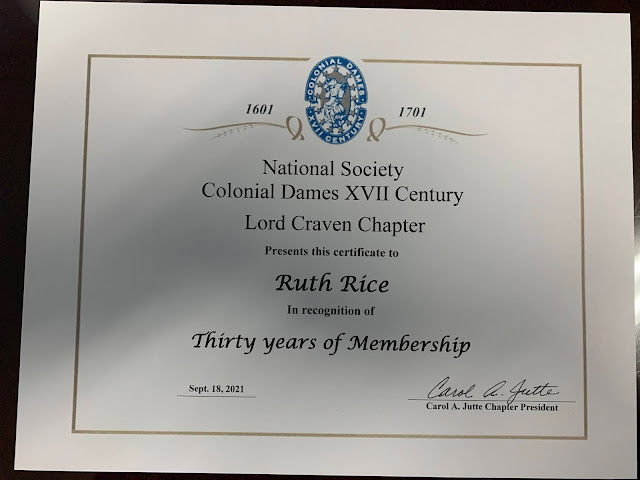 COLONIAL DAMES
XVII CENTURY
1601
1701
National Society
Colonial Dames XVII Century
Lord Craven Chapter
Presents this certificate to
Ruth Rice
In recognition of
Thirty years of Membership
Sept. 18, 2021
Carol A. Jutte
Carol A. Jutte Chapter President